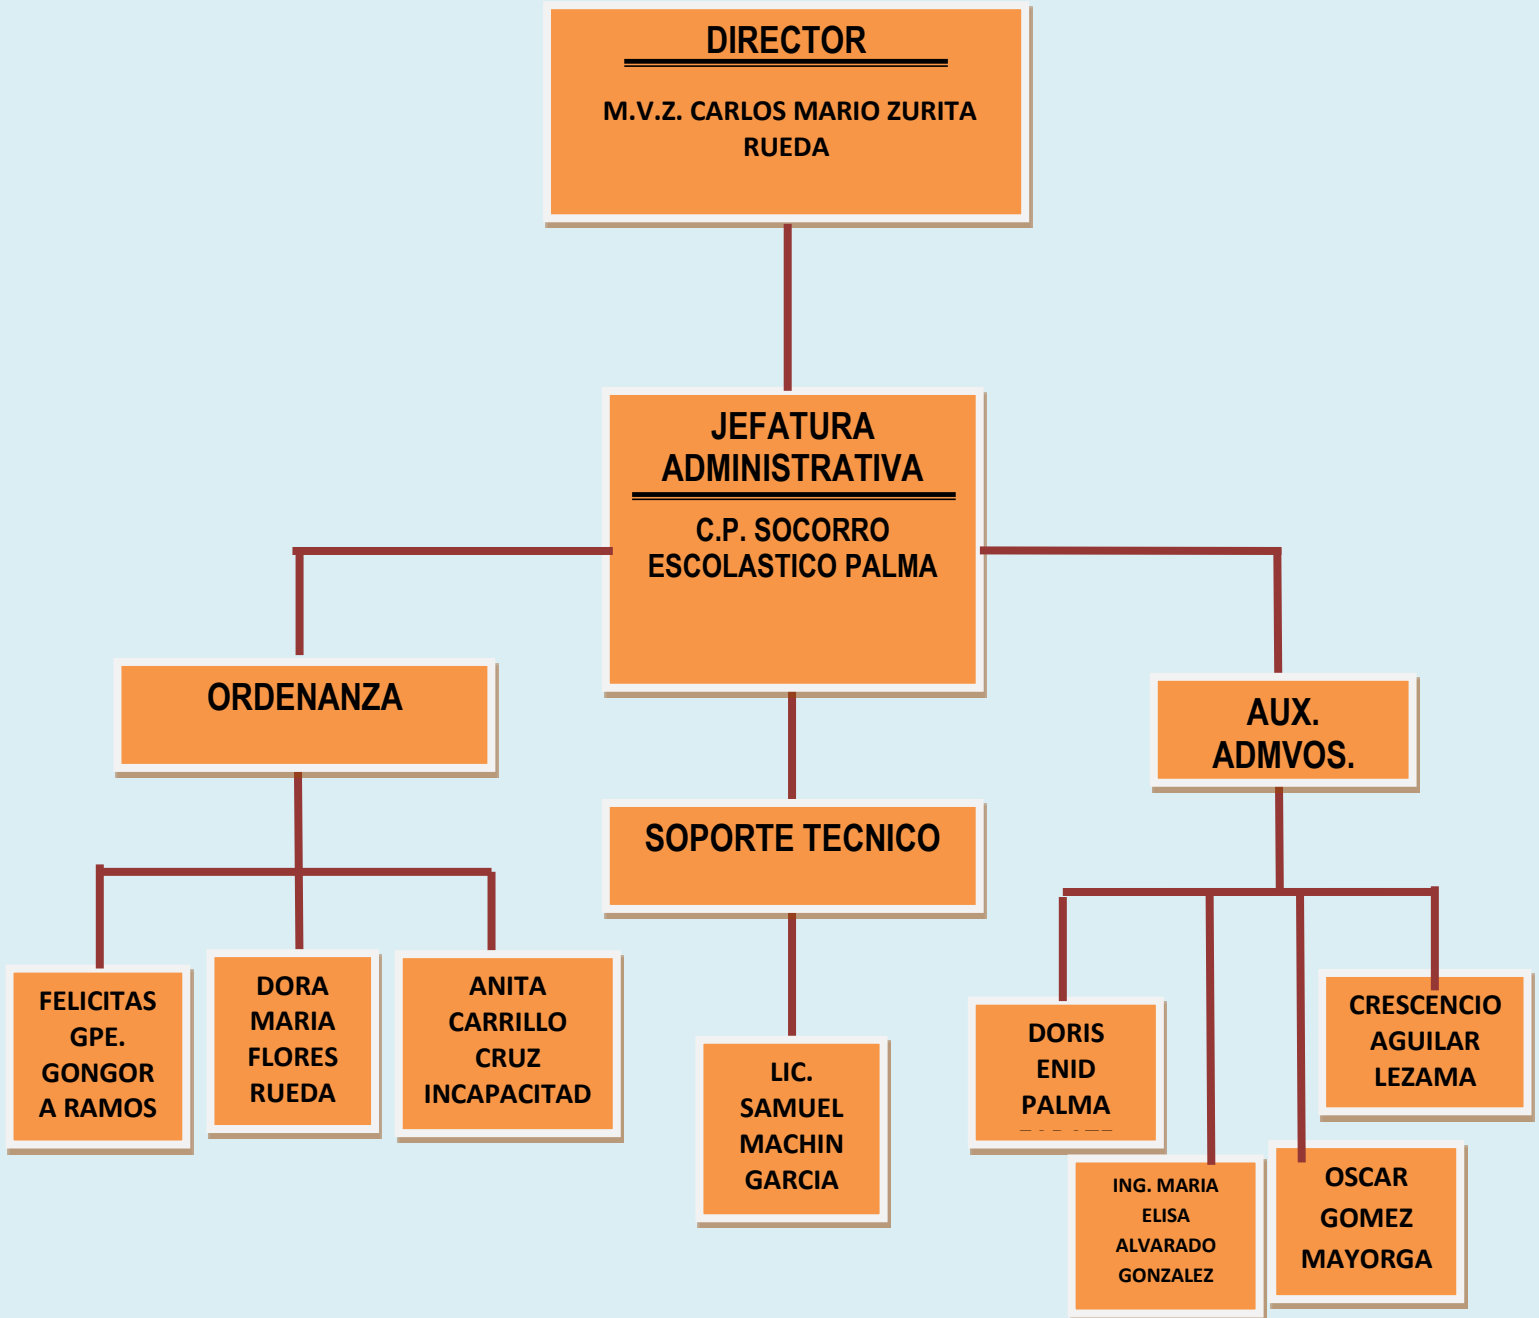 DIRECTOR
M.V.Z. CARLOS MARIO ZURITA
RUEDA
JEFATURA
ADMINISTRATIVA
C.P. SOCORRO
ESCOLASTICO PALMA
ORDENANZA
SOPORTE TECNICO
AUX.
ADMVOS.
FELICITAS
GPE.
GONGOR
A RAMOS
DORA
MARIA
FLORES
RUEDA
ANITA
CARRILLO
CRUZ
INCAPACITAD
LIC.
SAMUEL
MACHIN
GARCIA
DORIS
ENID
PALMA
ING. MARIA
ELISA
ALVARADO
GONZALEZ
OSCAR
GOMEZ
MAYORGA
CRESCENCIO
AGUILAR
LEZAMA